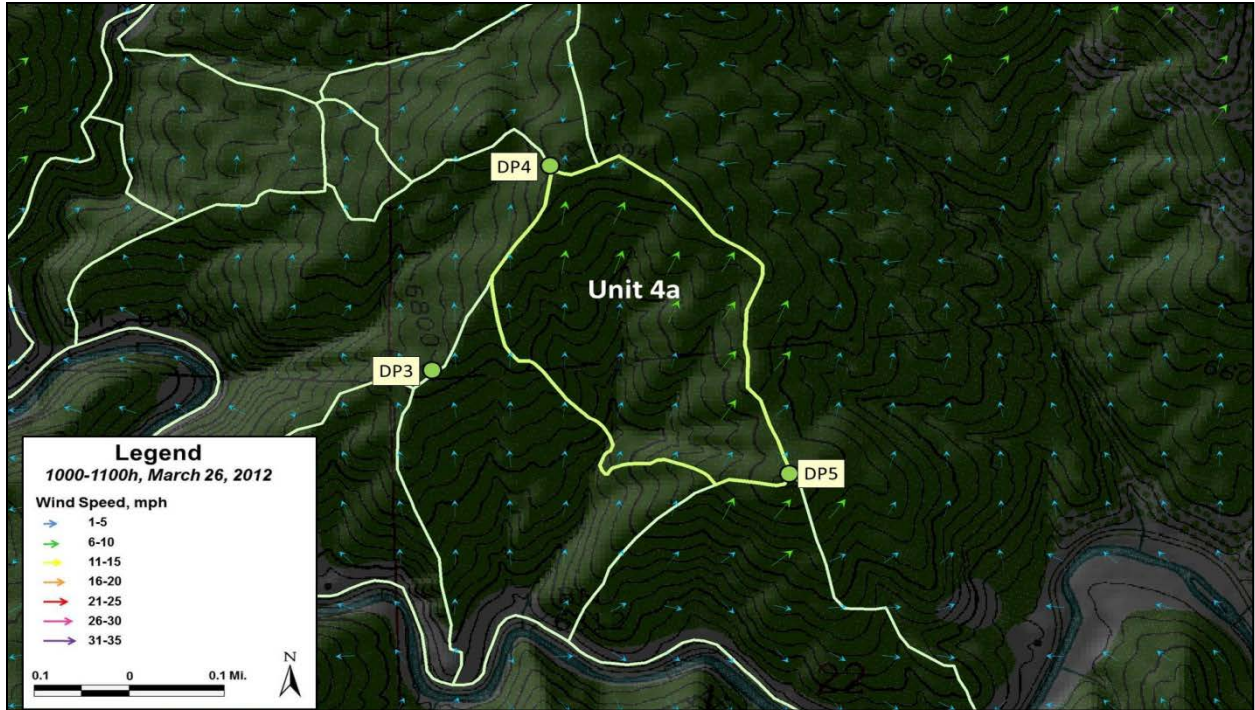 6800
DP4
Unit 4a
6800
6390
DP3
DP5
22
Legend
1000-1100h, March 26, 2012
Wind Speed, mph
1-5
6-10
11-15
16-20
21-25
26-30
31-35
0.1 0 0.1 Mi.
N